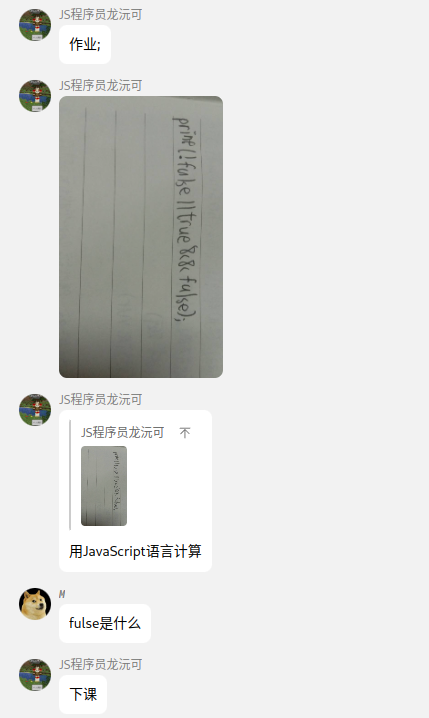 JS程序员龙沅可
作业;
JS程序员龙沅可
prine(!fulse||true&&fulse);
JS程序员龙沅可
JS程序员龙沅可 不
用JavaScript语言计算
M
fulse是什么
JS程序员龙沅可
下课